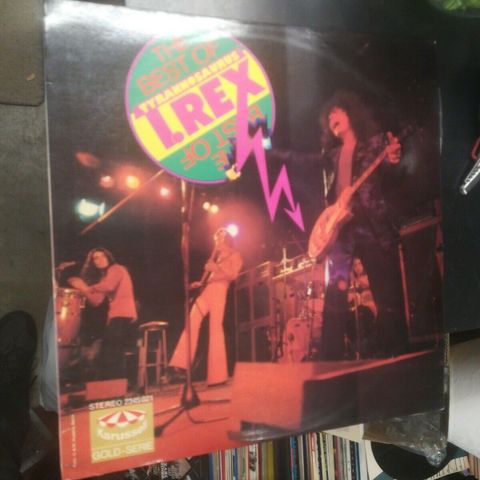 THE
BEST OF
"TYRANNOSAURUS"
T.REX
THE
BEST OF
STEREO 2345 021
Karussell
GOLD-SERIE